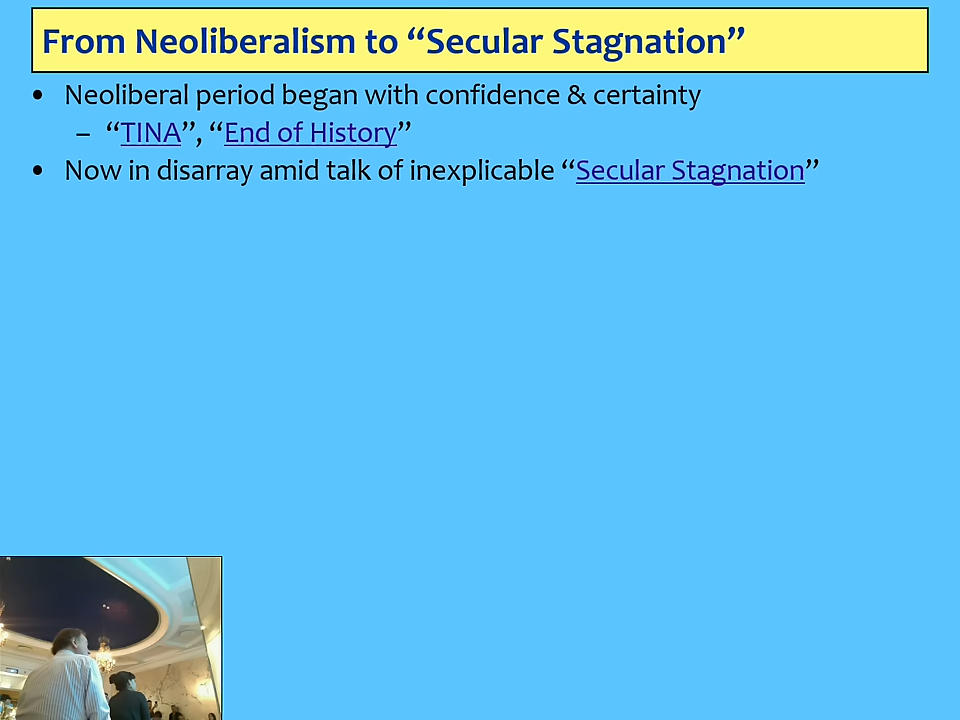 From Neoliberalism to “Secular Stagnation”
• Neoliberal period began with confidence & certainty
– “TINA”, “End of History”
• Now in disarray amid talk of inexplicable “Secular Stagnation”